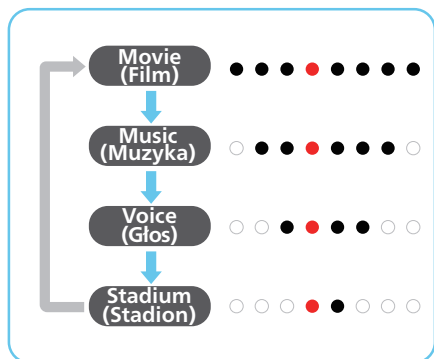 Movie
(Film)
Music
(Muzyka)
Voice
(Głos)
Stadium
(Stadion)